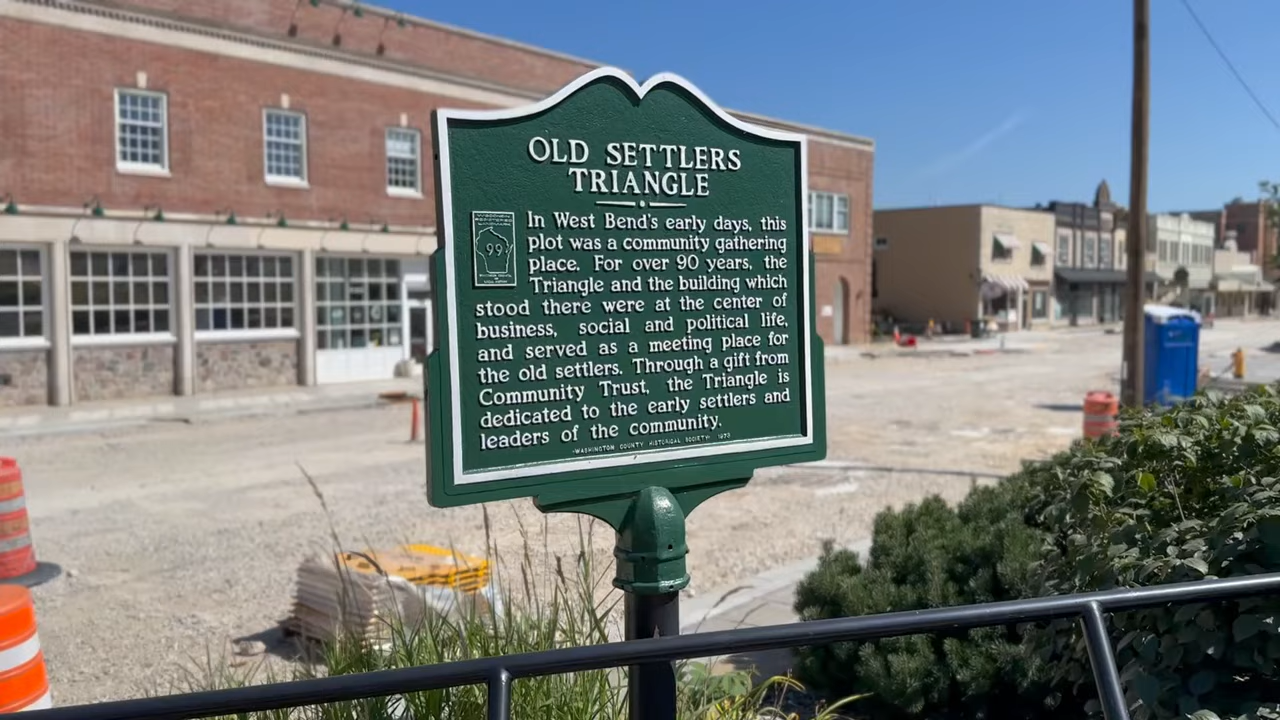 OLD SETTLERS
TRIANGLE
WISCONSIN
REGISTERED
99
In West Bend's early days, this
plot was a community gathering
place. For over 90 years, the
Triangle and the building which
stood there were at the center of
business, social and political life,
and served as a meeting place for
the old settlers. Through a gift from
Community Trust, the Triangle is
dedicated to the early settlers and
leaders of the community.
-WASHINGTON COUNTY HISTORICAL SOCIETY-